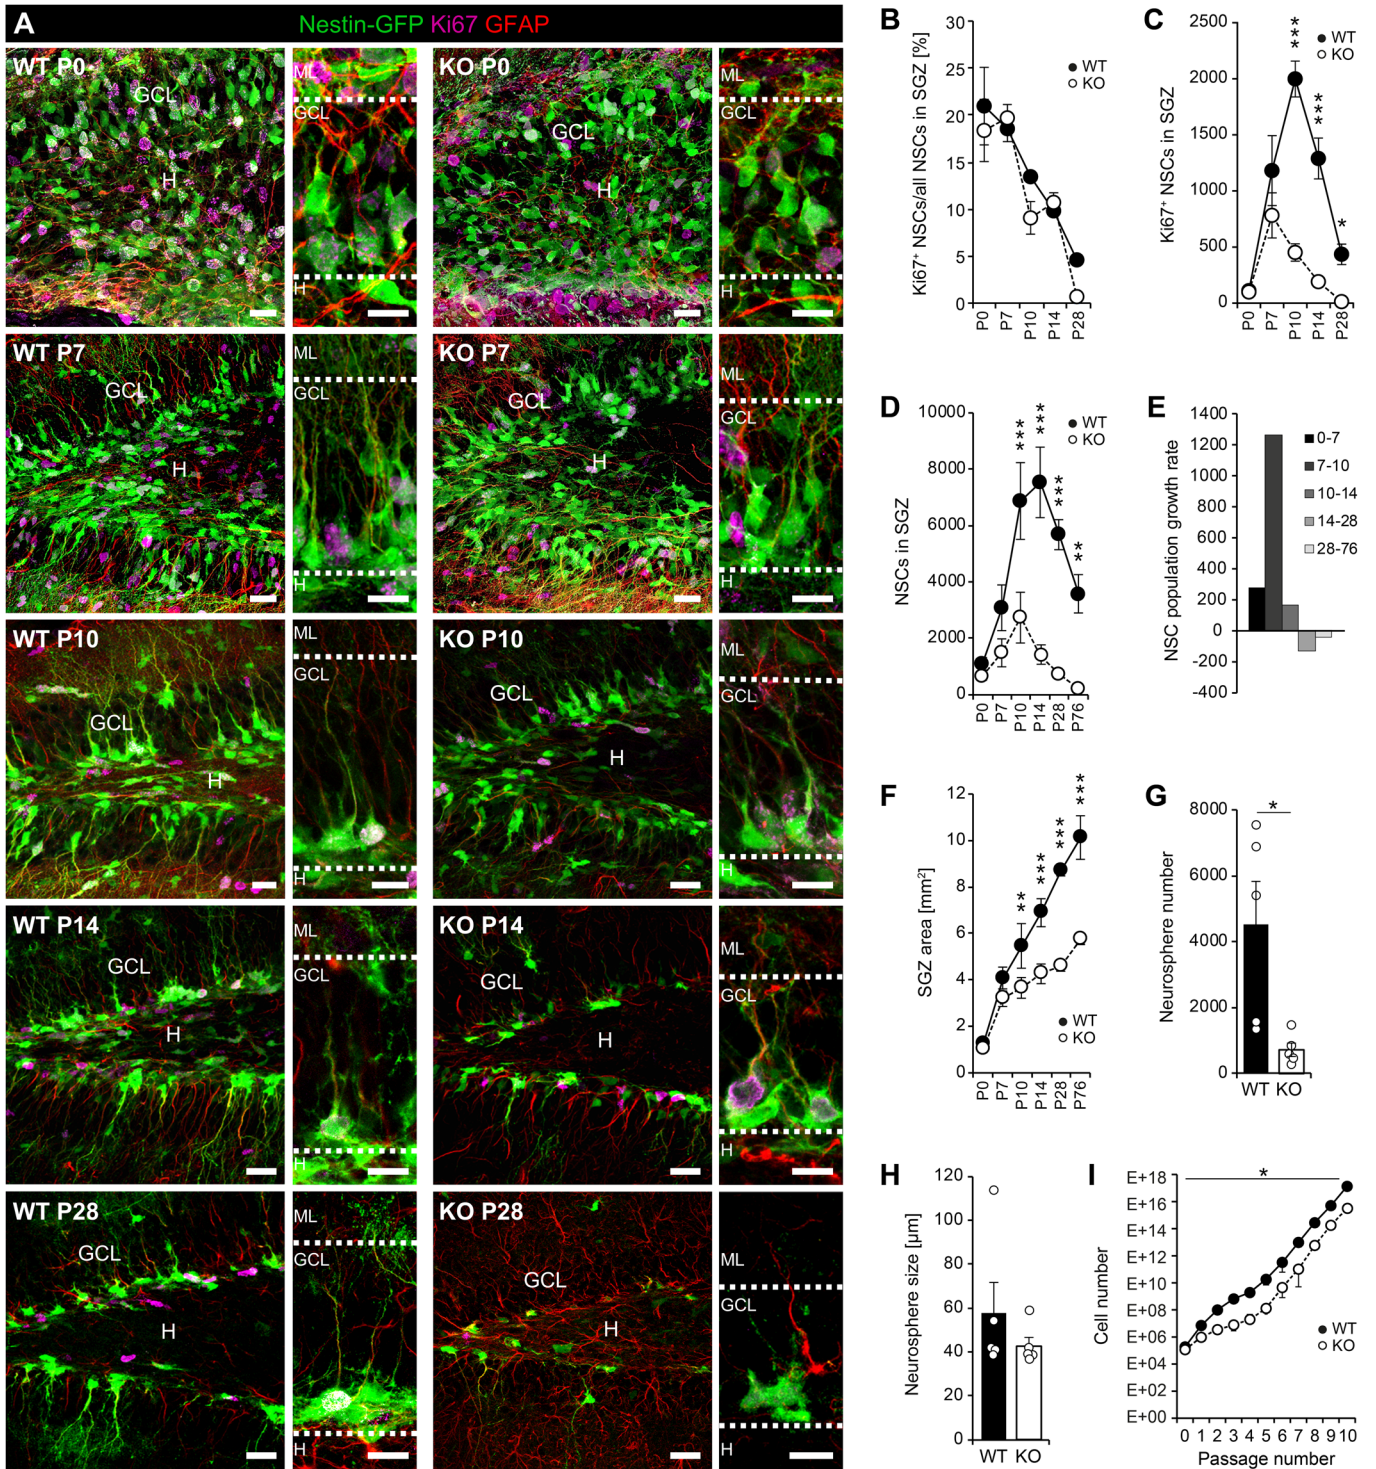 A
Nestin-GFP Ki67 GFAP
WT P0
GCL
H
ML
GCL
H
KO P0
GCL
H
ML
GCL
H
WT P7
GCL
H
ML
GCL
H
KO P7
GCL
H
ML
GCL
H
WT P10
GCL
H
ML
GCL
H
KO P10
GCL
H
ML
GCL
H
WT P14
GCL
H
ML
GCL
H
KO P14
GCL
H
ML
GCL
H
WT P28
GCL
H
ML
GCL
H
KO P28
GCL
H
ML
GCL
H
B
Ki67⁺ NSCs/all NSCs in SGZ [%]
30
25
20
15
10
5
0
WT
KO
P0
P7
P10
P14
P28
C
Ki67⁺ NSCs in SGZ
2500
2000
1500
1000
500
0
***
***
*
WT
KO
P0
P7
P10
P14
P28
D
NSCs in SGZ
10000
8000
6000
4000
2000
0
***
***
***
**
WT
KO
P0
P7
P10
P14
P28
P76
E
NSC population growth rate
1400
1200
1000
800
600
400
200
0
-200
-400
0-7
7-10
10-14
14-28
28-76
F
SGZ area [mm²]
12
10
8
6
4
2
0
**
***
***
***
WT
KO
P0
P7
P10
P14
P28
P76
G
Neurosphere number
8000
6000
4000
2000
0
*
WT KO
H
Neurosphere size [µm]
120
100
80
60
40
20
0
WT KO
I
Cell number
E+18
E+16
E+14
E+12
E+10
E+08
E+06
E+04
E+02
E+00
*
WT
KO
0 1 2 3 4 5 6 7 8 9 10
Passage number